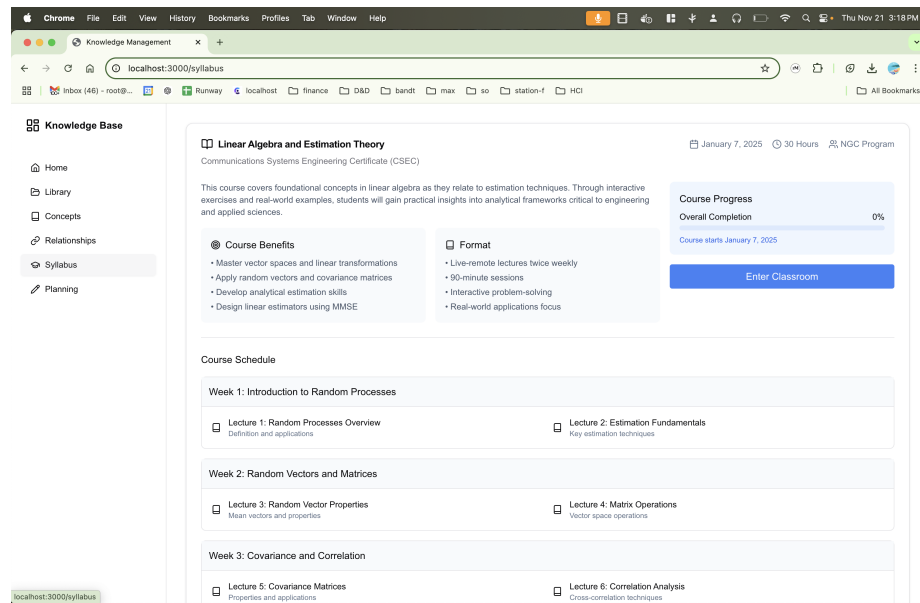 Chrome File Edit View History Bookmarks Profiles Tab Window Help Thu Nov 21 3:18 PM
Knowledge Management
localhost:3000/syllabus
Inbox (46) - root@... Runway localhost finance D&D bandt max so station-f HCI All Bookmarks
Knowledge Base
Home
Library
Concepts
Relationships
Syllabus
Planning
Linear Algebra and Estimation Theory
Communications Systems Engineering Certificate (CSEC)
January 7, 2025 30 Hours NGC Program
This course covers foundational concepts in linear algebra as they relate to estimation techniques. Through interactive
exercises and real-world examples, students will gain practical insights into analytical frameworks critical to engineering
and applied sciences.
Course Benefits
• Master vector spaces and linear transformations
• Apply random vectors and covariance matrices
• Develop analytical estimation skills
• Design linear estimators using MMSE
Format
• Live-remote lectures twice weekly
• 90-minute sessions
• Interactive problem-solving
• Real-world applications focus
Course Progress
Overall Completion 0%
Course starts January 7, 2025
Enter Classroom
Course Schedule
Week 1: Introduction to Random Processes
Lecture 1: Random Processes Overview
Definition and applications
Lecture 2: Estimation Fundamentals
Key estimation techniques
Week 2: Random Vectors and Matrices
Lecture 3: Random Vector Properties
Mean vectors and properties
Lecture 4: Matrix Operations
Vector space operations
Week 3: Covariance and Correlation
Lecture 5: Covariance Matrices
Properties and applications
Lecture 6: Correlation Analysis
Cross-correlation techniques
localhost:3000/syllabus